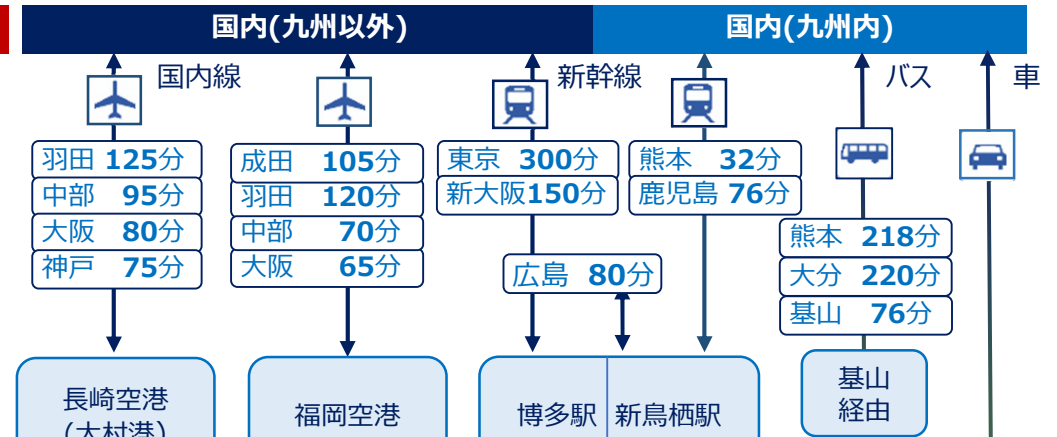 国内(九州以外)
国内(九州内)
国内線
新幹線
バス
車
羽田 125分
中部 95分
大阪 80分
神戸 75分
成田 105分
羽田 120分
中部 70分
大阪 65分
東京 300分
新大阪150分
広島 80分
熊本 32分
鹿児島 76分
熊本 218分
大分 220分
基山 76分
長崎空港
(大村港)
福岡空港
博多駅
新鳥栖駅
基山
経由